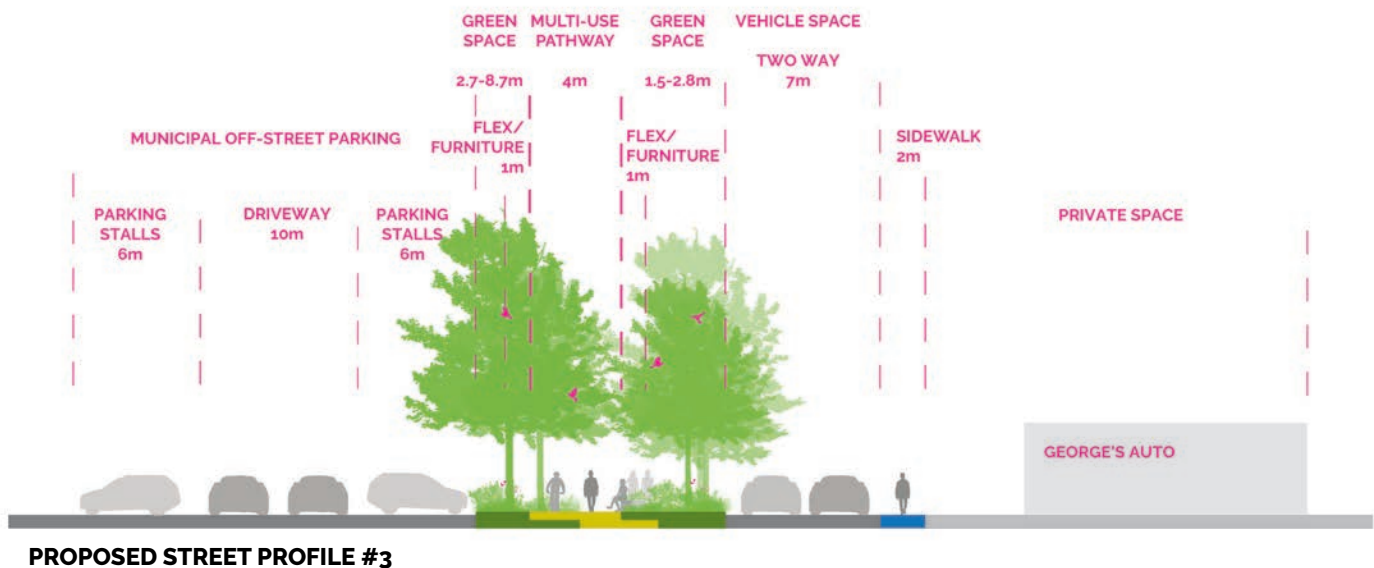 GREEN
SPACE
2.7-8.7m
MULTI-USE
PATHWAY
4m
GREEN
SPACE
1.5-2.8m
VEHICLE SPACE
TWO WAY
7m
MUNICIPAL OFF-STREET PARKING
FLEX/
FURNITURE
1m
FLEX/
FURNITURE
1m
SIDEWALK
2m
PARKING
STALLS
6m
DRIVEWAY
10m
PARKING
STALLS
6m
PRIVATE SPACE
GEORGE'S AUTO
PROPOSED STREET PROFILE #3